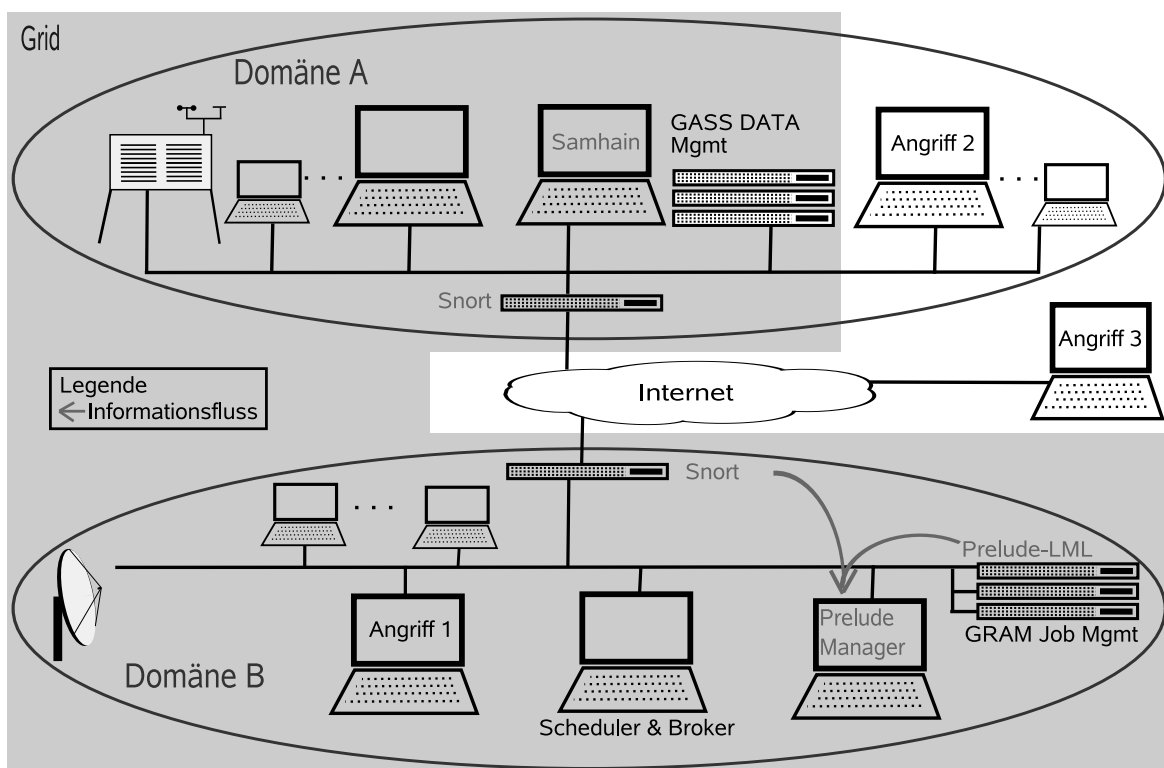 Grid
Domäne A
Samhain
GASS DATA
Mgmt
Angriff 2
. . .
. . .
Snort
Angriff 3
Legende
Informationsfluss
Internet
Snort
. . .
Prelude-LML
Angriff 1
Prelude
Manager
GRAM Job Mgmt
Domäne B
Scheduler & Broker